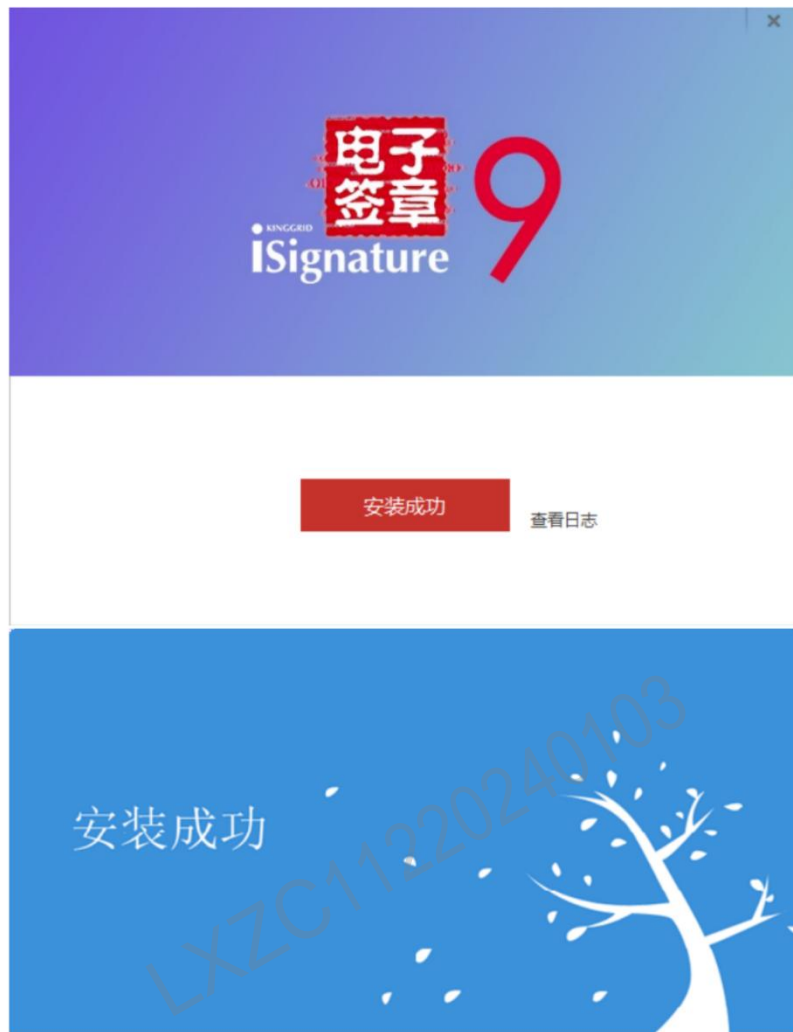 电子
签章
KINGGRID
iSignature
9
安装成功
查看日志
安装成功
LXZC11220240103